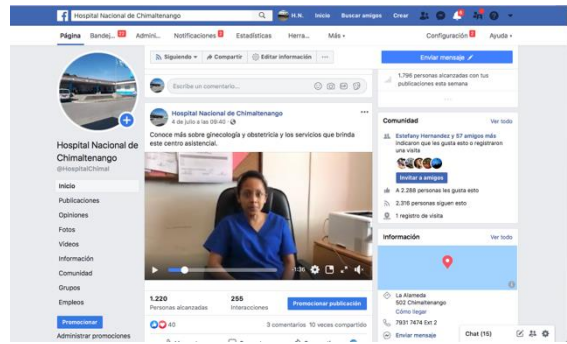 Hospital Nacional de Chimaltenango
H.N.
Inicio
Buscar amigos
Crear
Página
Bandej...
Admini...
Notificaciones
Estadísticas
Herra...
Más
Configuración
Ayuda
Siguiendo
Compartir
Editar información
...
Enviar mensaje
Escribe un comentario...
1.796 personas alcanzadas con tus
publicaciones esta semana
Hospital Nacional de Chimaltenango
4 de julio a las 09:40
Conoce más sobre ginecología y obstetricia y los servicios que brinda
este centro asistencial.
Hospital Nacional de
Chimaltenango
@HospitalChimal
Inicio
Publicaciones
Opiniones
Fotos
Videos
Información
Comunidad
Grupos
Empleos
Promocionar
Administrar promociones
-1:36
1.220
Personas alcanzadas
255
Interacciones
Promocionar publicación
40
3 comentarios 10 veces compartido
Comunidad
Ver todo
Estefany Hernandez y 57 amigos más
indicaron que les gusta esto o registraron
una visita
Invitar a amigos
A 2.288 personas les gusta esto
2.316 personas siguen esto
1 registro de visita
Información
Ver todo
La Alameda
502 Chimaltenango
Cómo llegar
7931 7474 Ext 2
Enviar mensaje
Chat (15)